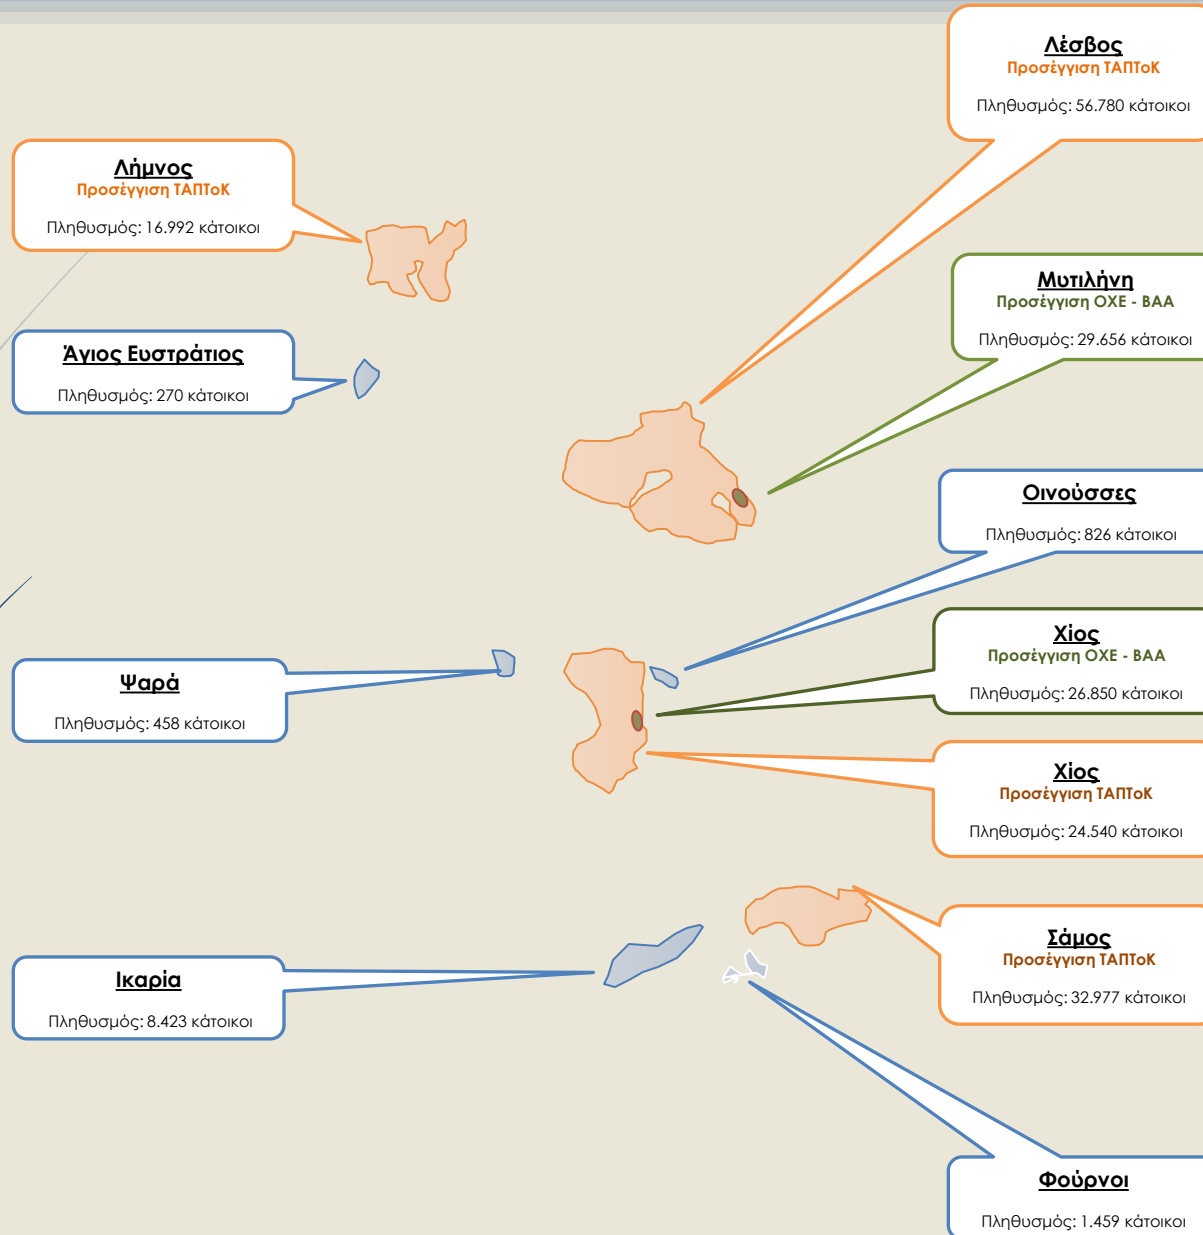 Λέσβος
Προσέγγιση ΤΑΠΤοΚ
Πληθυσμός: 56.780 κάτοικοι
Λήμνος
Προσέγγιση ΤΑΠΤοΚ
Πληθυσμός: 16.992 κάτοικοι
Μυτιλήνη
Προσέγγιση ΟΧΕ - ΒΑΑ
Πληθυσμός: 29.656 κάτοικοι
Άγιος Ευστράτιος
Πληθυσμός: 270 κάτοικοι
Οινούσσες
Πληθυσμός: 826 κάτοικοι
Χίος
Προσέγγιση ΟΧΕ - ΒΑΑ
Πληθυσμός: 26.850 κάτοικοι
Ψαρά
Πληθυσμός: 458 κάτοικοι
Χίος
Προσέγγιση ΤΑΠΤοΚ
Πληθυσμός: 24.540 κάτοικοι
Σάμος
Προσέγγιση ΤΑΠΤοΚ
Πληθυσμός: 32.977 κάτοικοι
Ικαρία
Πληθυσμός: 8.423 κάτοικοι
Φούρνοι
Πληθυσμός: 1.459 κάτοικοι